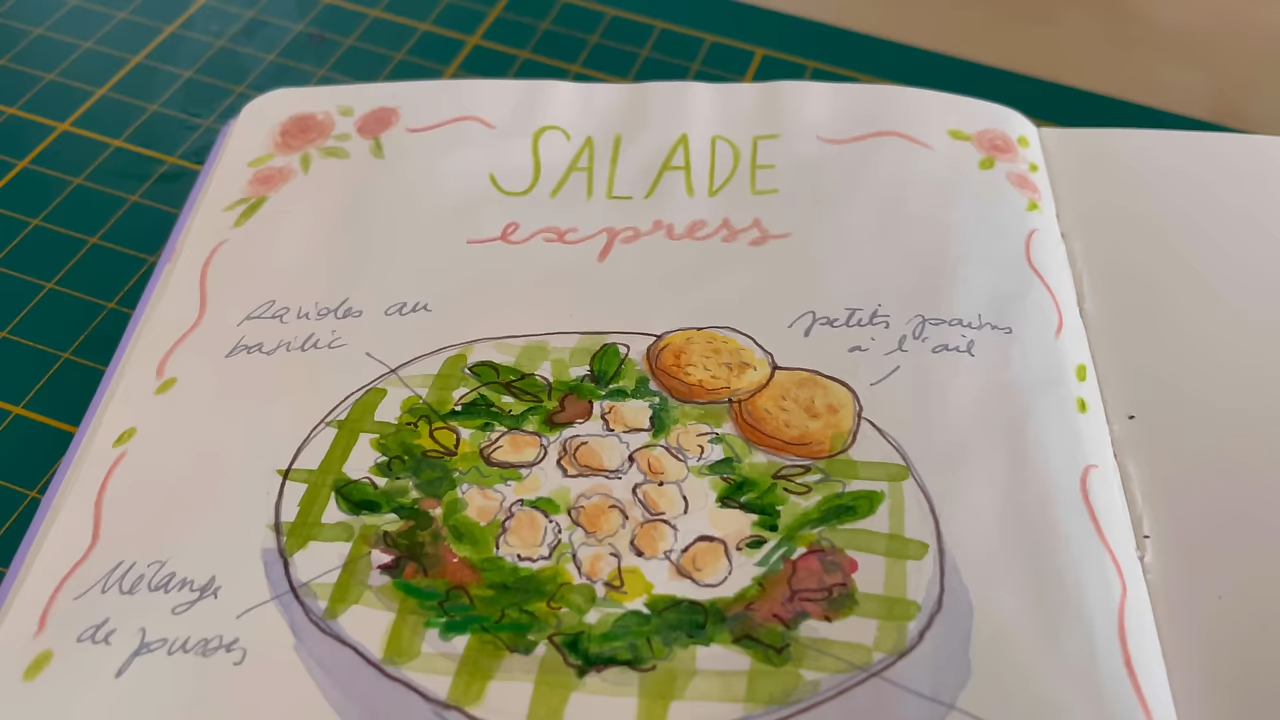 SALADE
express
Ravioles au
basilic
petits pains
à l'ail
Mélange
de pousses